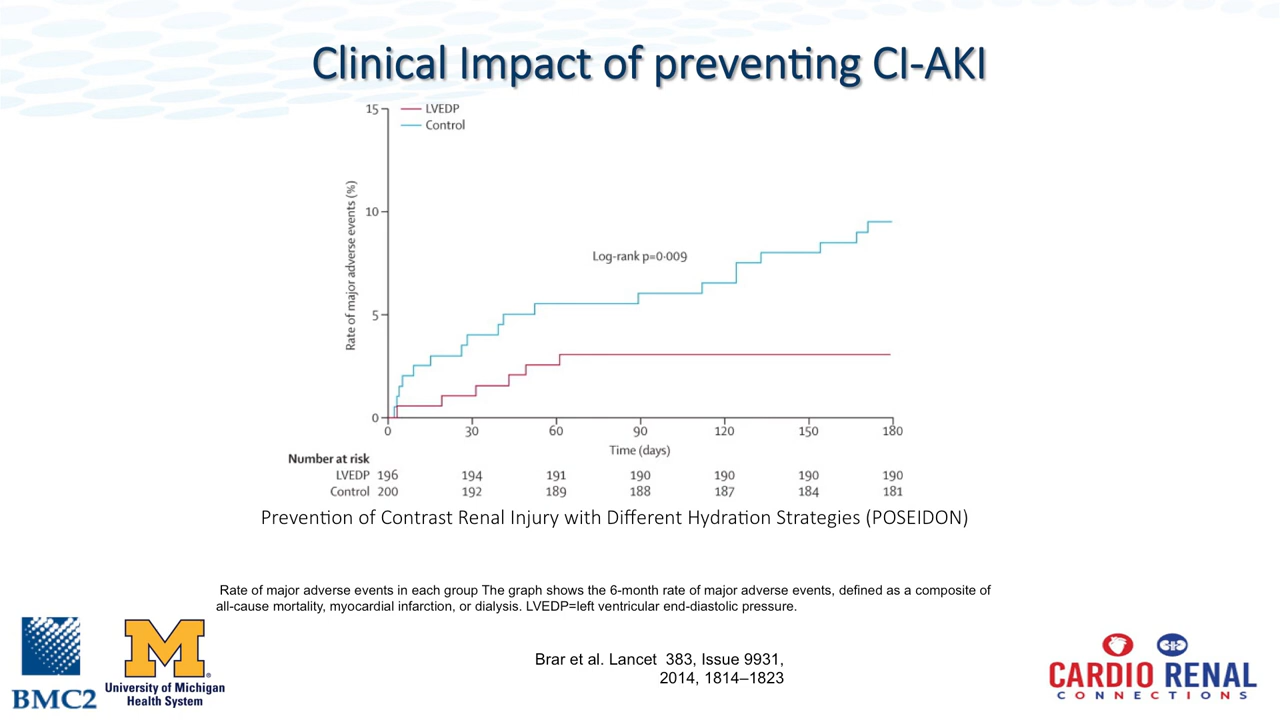 Clinical Impact of preventing CI-AKI
15
LVEDP
Control
10
5
0
Rate of major adverse events (%)
Log-rank p=0·009
0 30 60 90 120 150 180
Time (days)
Number at risk
LVEDP 196 194 191 190 190 190 190
Control 200 192 189 188 187 184 181
Prevention of Contrast Renal Injury with Different Hydration Strategies (POSEIDON)
Rate of major adverse events in each group The graph shows the 6-month rate of major adverse events, defined as a composite of
all-cause mortality, myocardial infarction, or dialysis. LVEDP=left ventricular end-diastolic pressure.
Brar et al. Lancet 383, Issue 9931,
2014, 1814–1823
BMC2
M
University of Michigan
Health System
CARDIO RENAL
CONNECTIONS